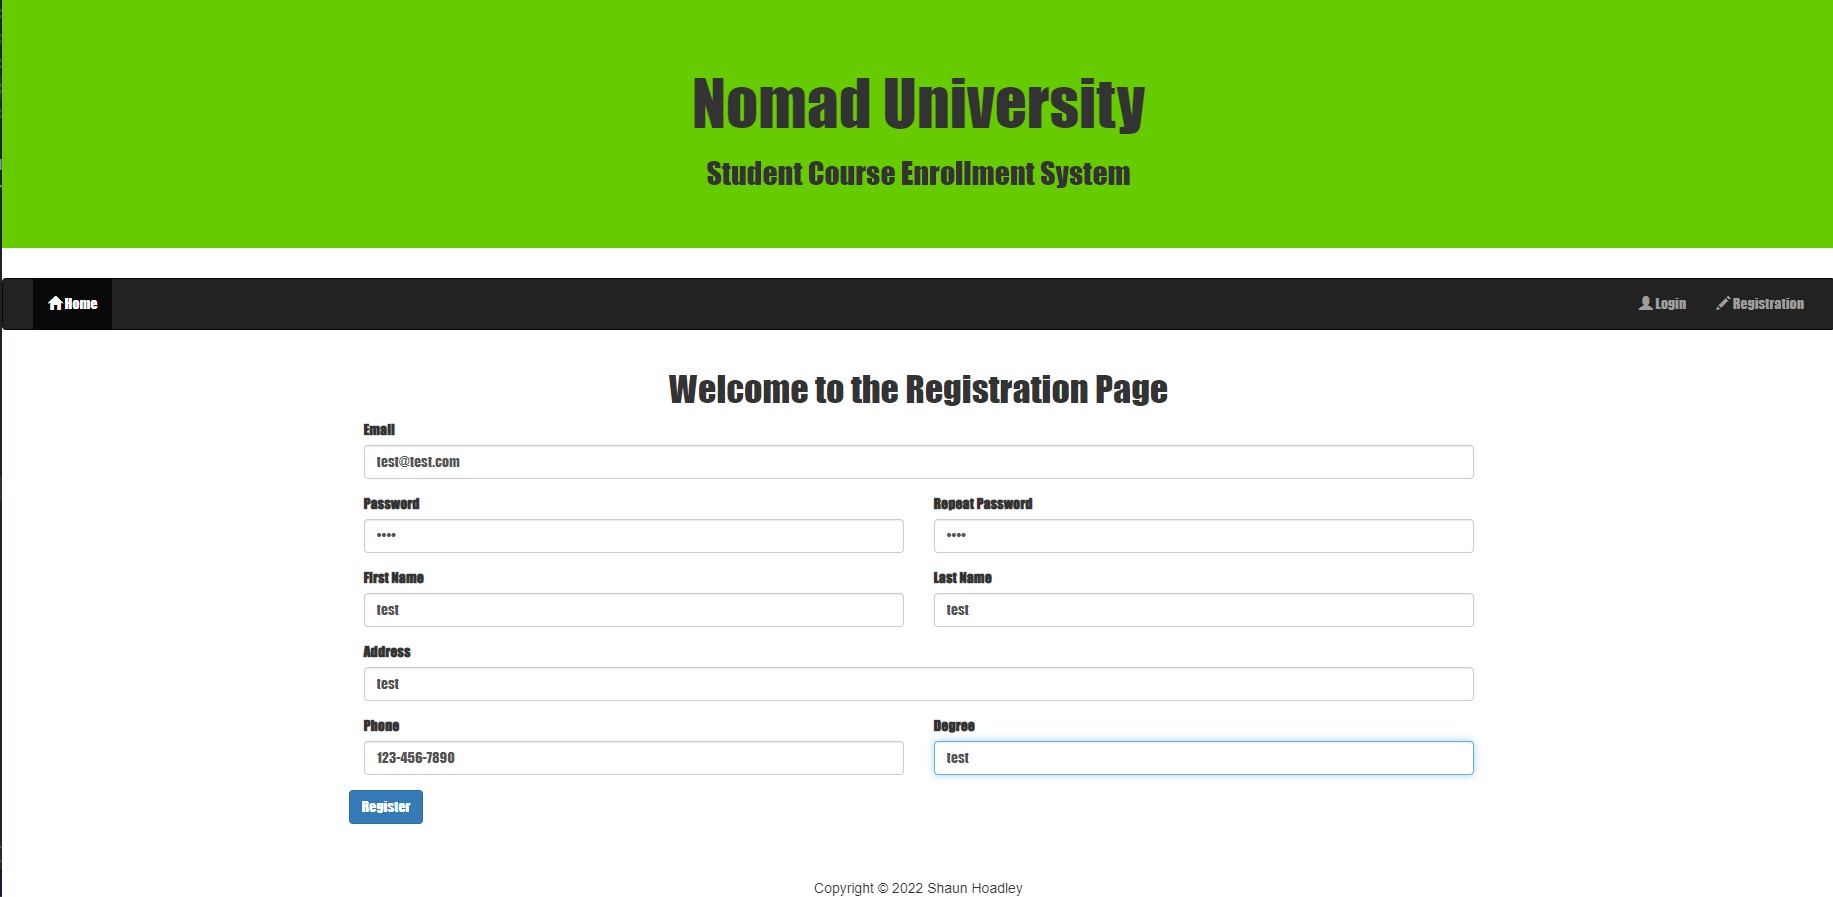 Nomad University
Student Course Enrollment System
Home Login Registration
Welcome to the Registration Page
Email
test@test.com
Password Repeat Password
•••• ••••
First Name Last Name
test test
Address
test
Phone Degree
123-456-7890 test
Register
Copyright © 2022 Shaun Hoadley